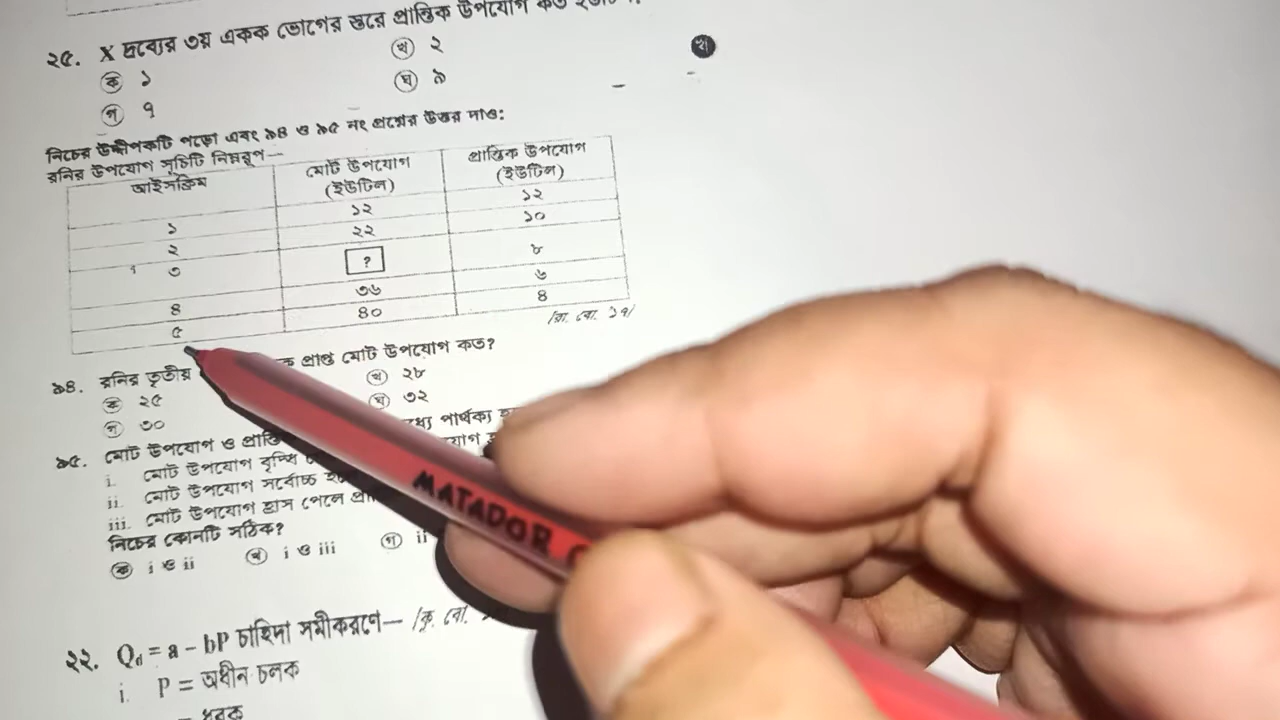 ২৫. X দ্রব্যের ৩য় একক ভোগের স্তরে প্রান্তিক উপযোগ কত
ক ১ খ ২ খ
গ ৭ ঘ ৯
নিচের উদ্দীপকটি পড়ো এবং ৯৪ ও ৯৫ নং প্রশ্নের উত্তর দাও:
রনির উপযোগ সূচিটি নিম্নরূপ—
আইসক্রিম মোট উপযোগ (ইউটিল) প্রান্তিক উপযোগ (ইউটিল)
১ ১২ ১২
২ ২২ ১০
৩ ? ৮
৪ ৩৬ ৬
৫ ৪০ ৪
/রা. বো. ১৭/
৯৪. রনির তৃতীয় প্রাপ্ত মোট উপযোগ কত?
ক ২৫ খ ২৮
গ ৩০ ঘ ৩২
৯৫. মোট উপযোগ ও পার্থক্য
i. মোট উপযোগ বৃদ্ধি
ii. মোট উপযোগ সর্বোচ্চ
iii. মোট উপযোগ হ্রাস পেলে
নিচের কোনটি সঠিক?
ক i ও ii খ i ও iii গ ii
২২. Qd = a − bP চাহিদা সমীকরণে— /কু. বো.
i. P = অধীন চলক
MATADOR